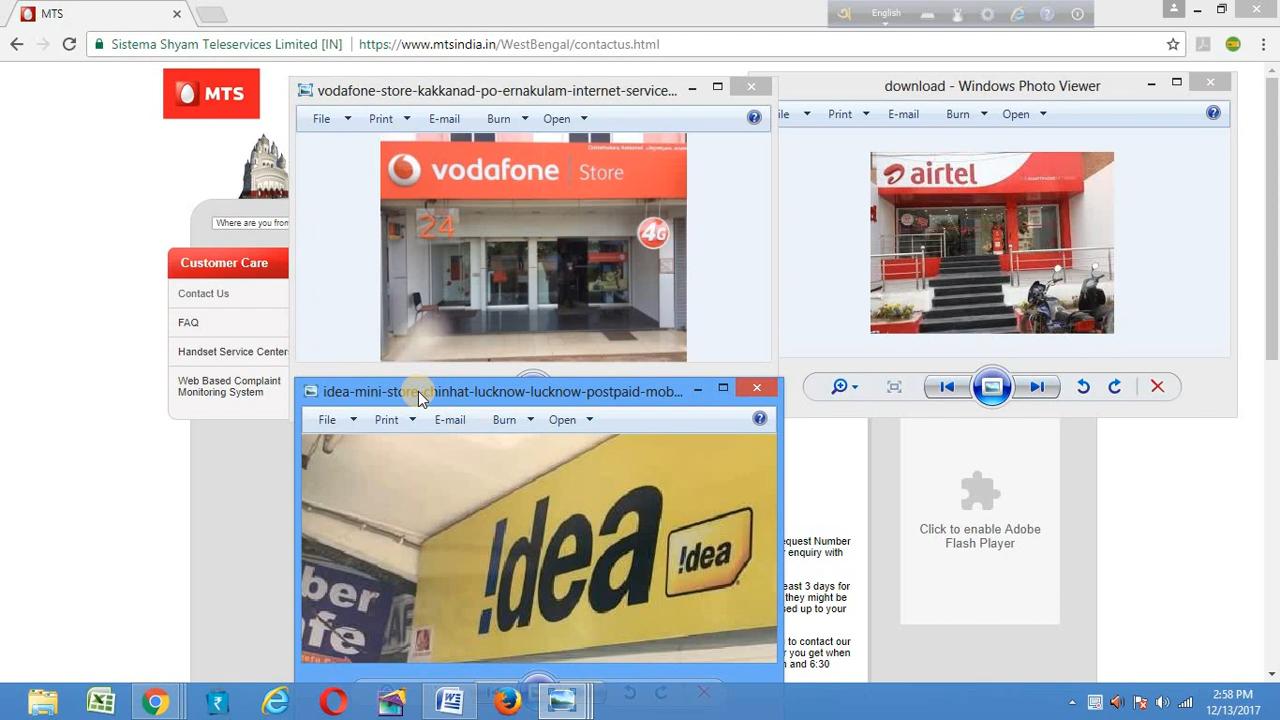 MTS
English
Sistema Shyam Teleservices Limited [IN] | https://www.mtsindia.in/WestBengal/contactus.html
MTS
Where are you from
Customer Care
Contact Us
FAQ
Handset Service Center
Web Based Complaint
Monitoring System
vodafone-store-kakkanad-po-ernakulam-internet-service...
File Print E-mail Burn Open
vodafone Store
24
4G
download - Windows Photo Viewer
Print E-mail Burn Open
airtel
idea-mini-store-chinhat-lucknow-lucknow-postpaid-mob...
File Print E-mail Burn Open
!dea
!dea
Click to enable Adobe
Flash Player
equest Number
enquiry with
east 3 days for
they might be
sed up to your
to contact our
you get when
and 6:30
2:58 PM
12/13/2017